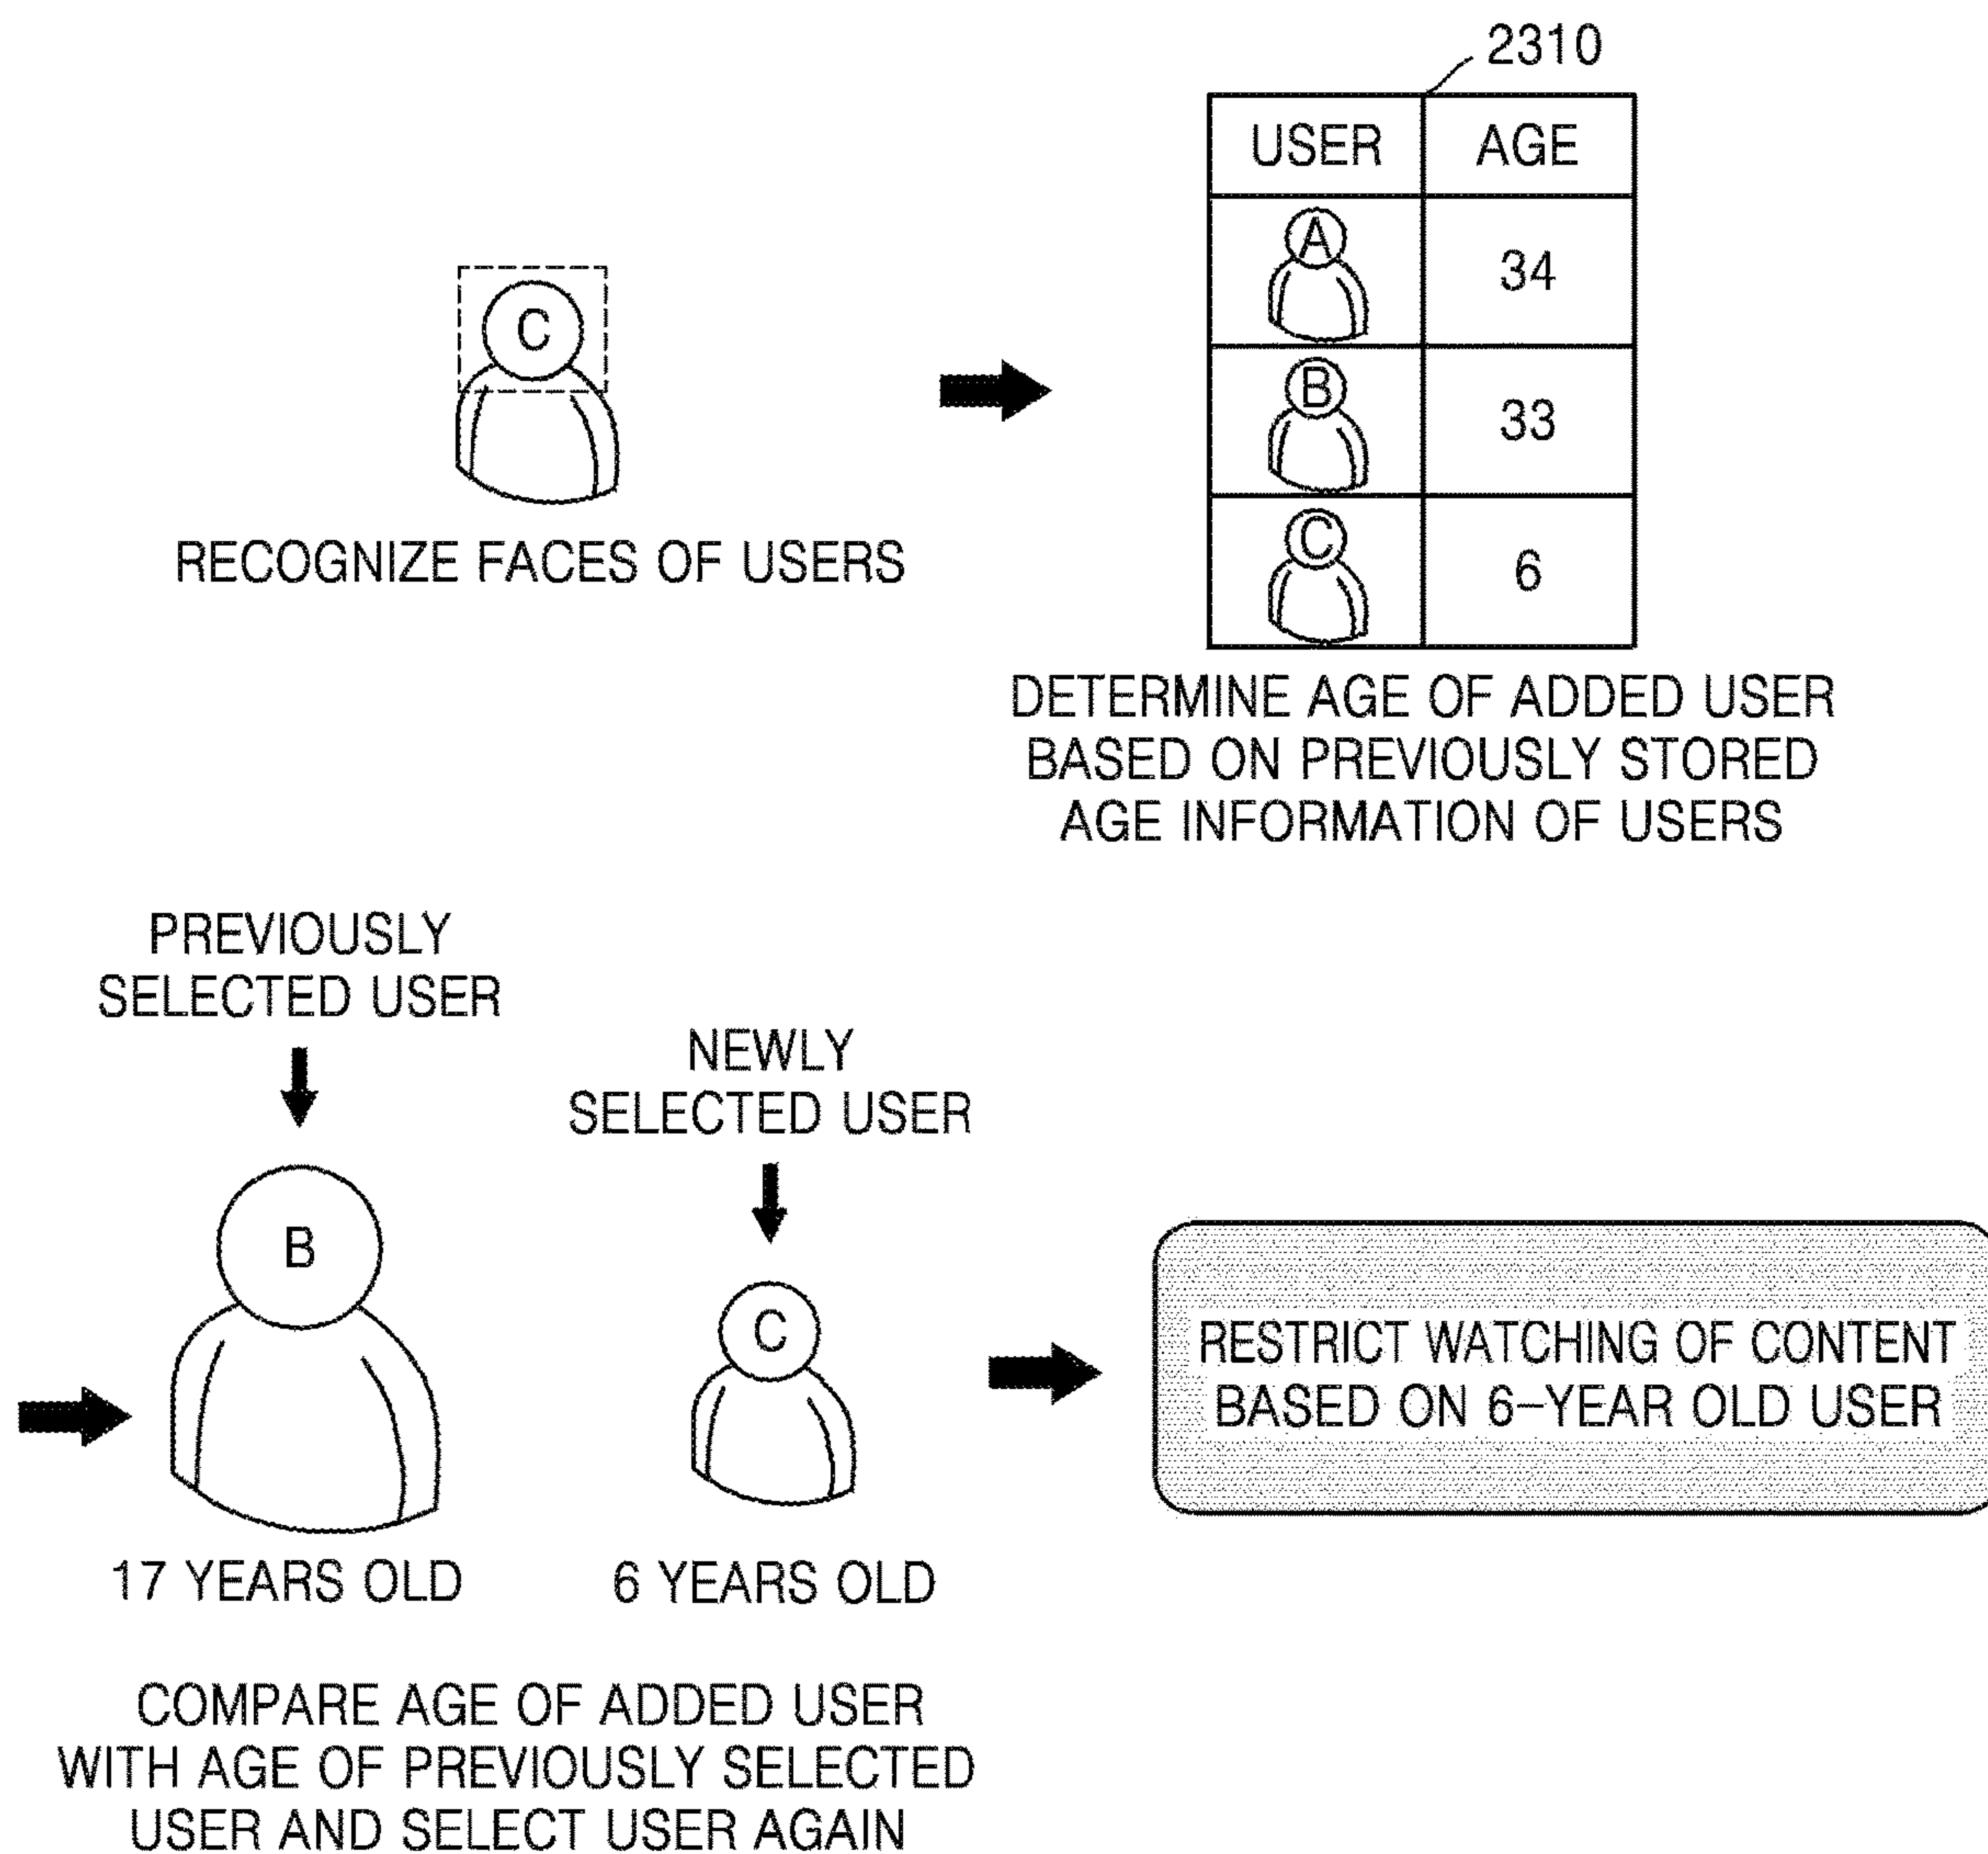 2310
USER AGE
A 34
B 33
C 6
C
RECOGNIZE FACES OF USERS
DETERMINE AGE OF ADDED USER
BASED ON PREVIOUSLY STORED
AGE INFORMATION OF USERS
PREVIOUSLY
SELECTED USER
NEWLY
SELECTED USER
B
C
17 YEARS OLD
6 YEARS OLD
RESTRICT WATCHING OF CONTENT
BASED ON 6-YEAR OLD USER
COMPARE AGE OF ADDED USER
WITH AGE OF PREVIOUSLY SELECTED
USER AND SELECT USER AGAIN